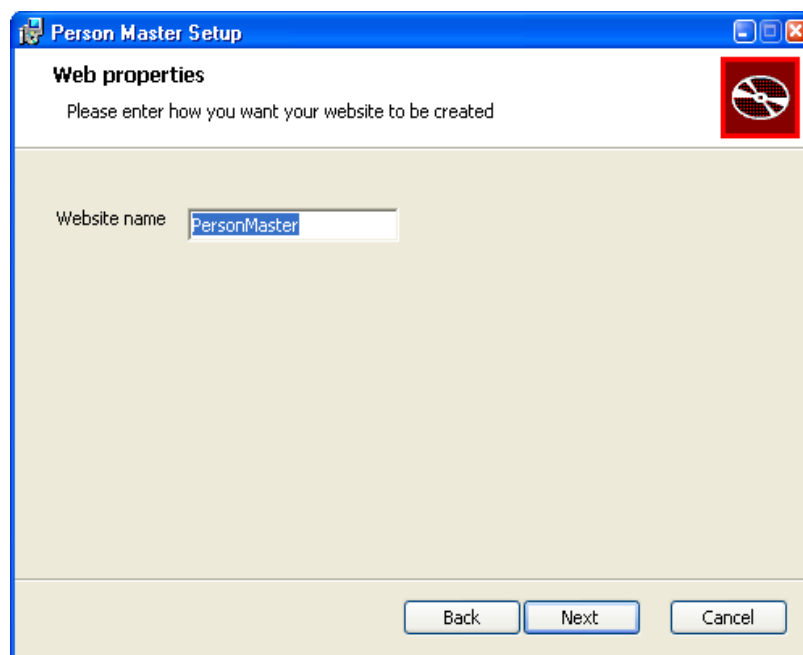 Person Master Setup
Web properties
Please enter how you want your website to be created
Website name PersonMaster
Back Next Cancel